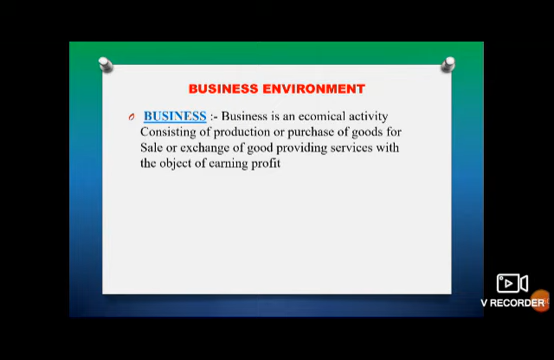 BUSINESS ENVIRONMENT
BUSINESS :- Business is an ecomical activity
Consisting of production or purchase of goods for
Sale or exchange of good providing services with
the object of earning profit
V RECORDER